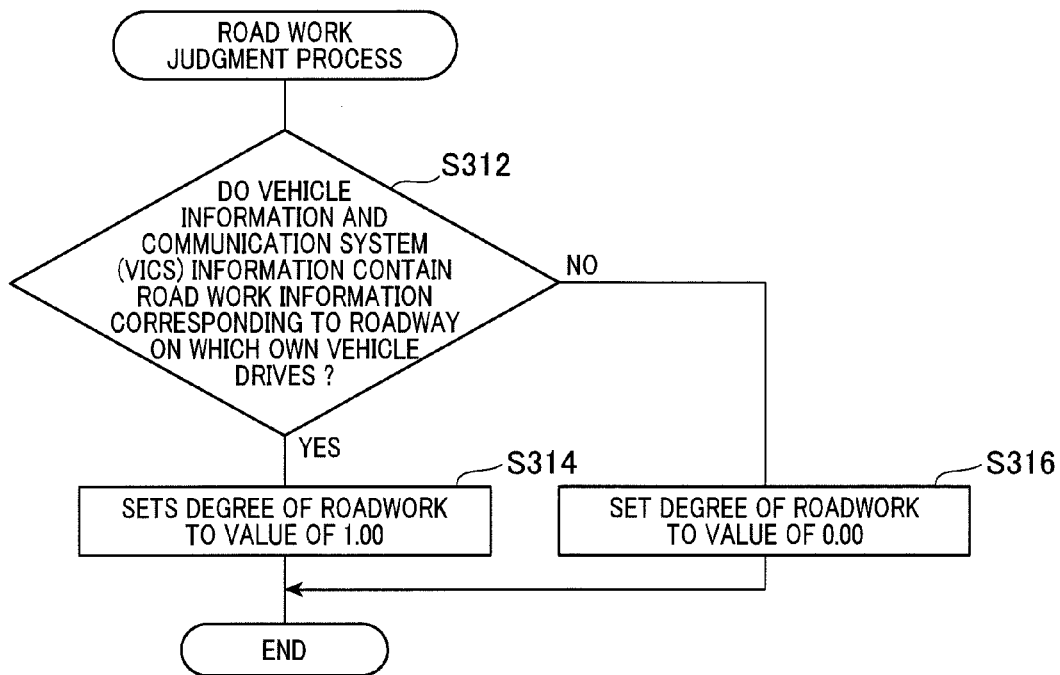 ROAD WORK
JUDGMENT PROCESS
S312
DO VEHICLE
INFORMATION AND
COMMUNICATION SYSTEM
(VICS) INFORMATION CONTAIN
ROAD WORK INFORMATION
CORRESPONDING TO ROADWAY
ON WHICH OWN VEHICLE
DRIVES ?
NO
YES
S314
SETS DEGREE OF ROADWORK
TO VALUE OF 1.00
S316
SET DEGREE OF ROADWORK
TO VALUE OF 0.00
END